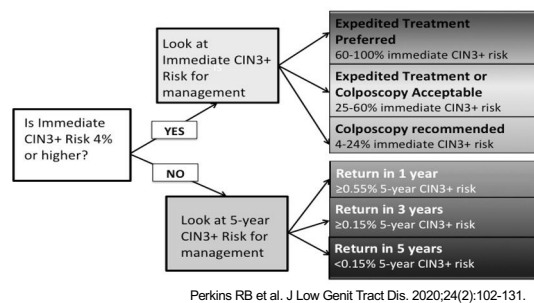 Is Immediate
CIN3+ Risk 4%
or higher?
YES
NO
Look at
Immediate CIN3+
Risk for
management
Look at 5-year
CIN3+ Risk for
management
Expedited Treatment
Preferred
60-100% immediate CIN3+ risk
Expedited Treatment or
Colposcopy Acceptable
25-60% immediate CIN3+ risk
Colposcopy recommended
4-24% immediate CIN3+ risk
Return in 1 year
≥0.55% 5-year CIN3+ risk
Return in 3 years
≥0.15% 5-year CIN3+ risk
Return in 5 years
<0.15% 5-year CIN3+ risk
Perkins RB et al. J Low Genit Tract Dis. 2020;24(2):102-131.